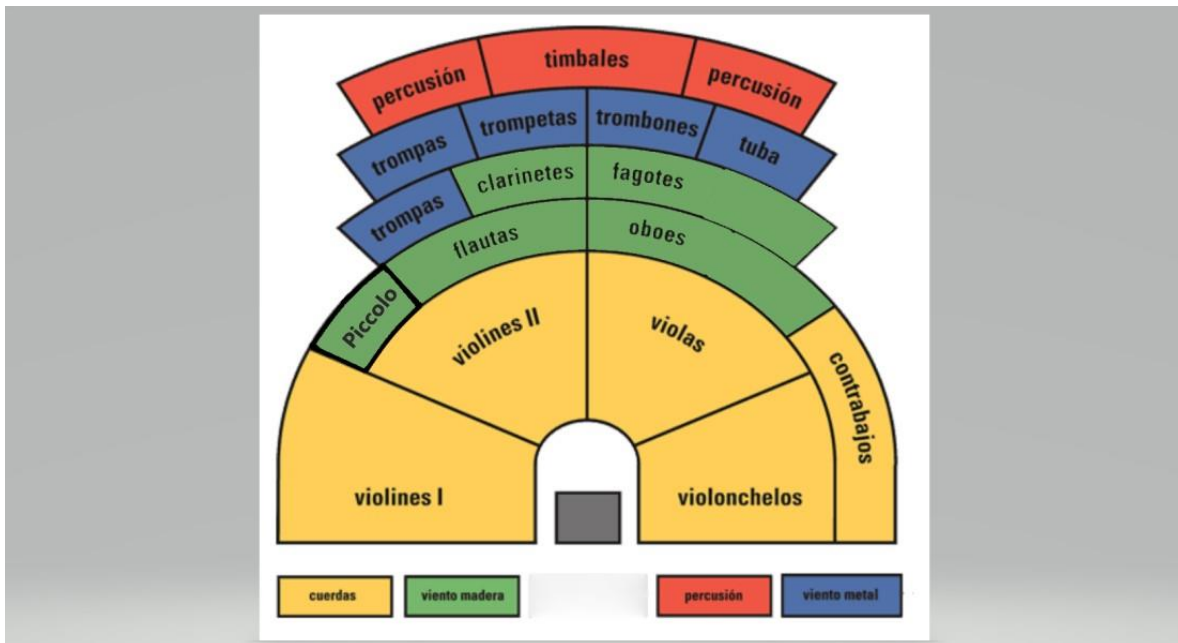 percusión
timbales
percusión
trompas
trompetas
trombones
tuba
trompas
clarinetes
fagotes
Piccolo
flautas
oboes
violines II
violas
contrabajos
violines I
violonchelos
cuerdas
viento madera
percusión
viento metal